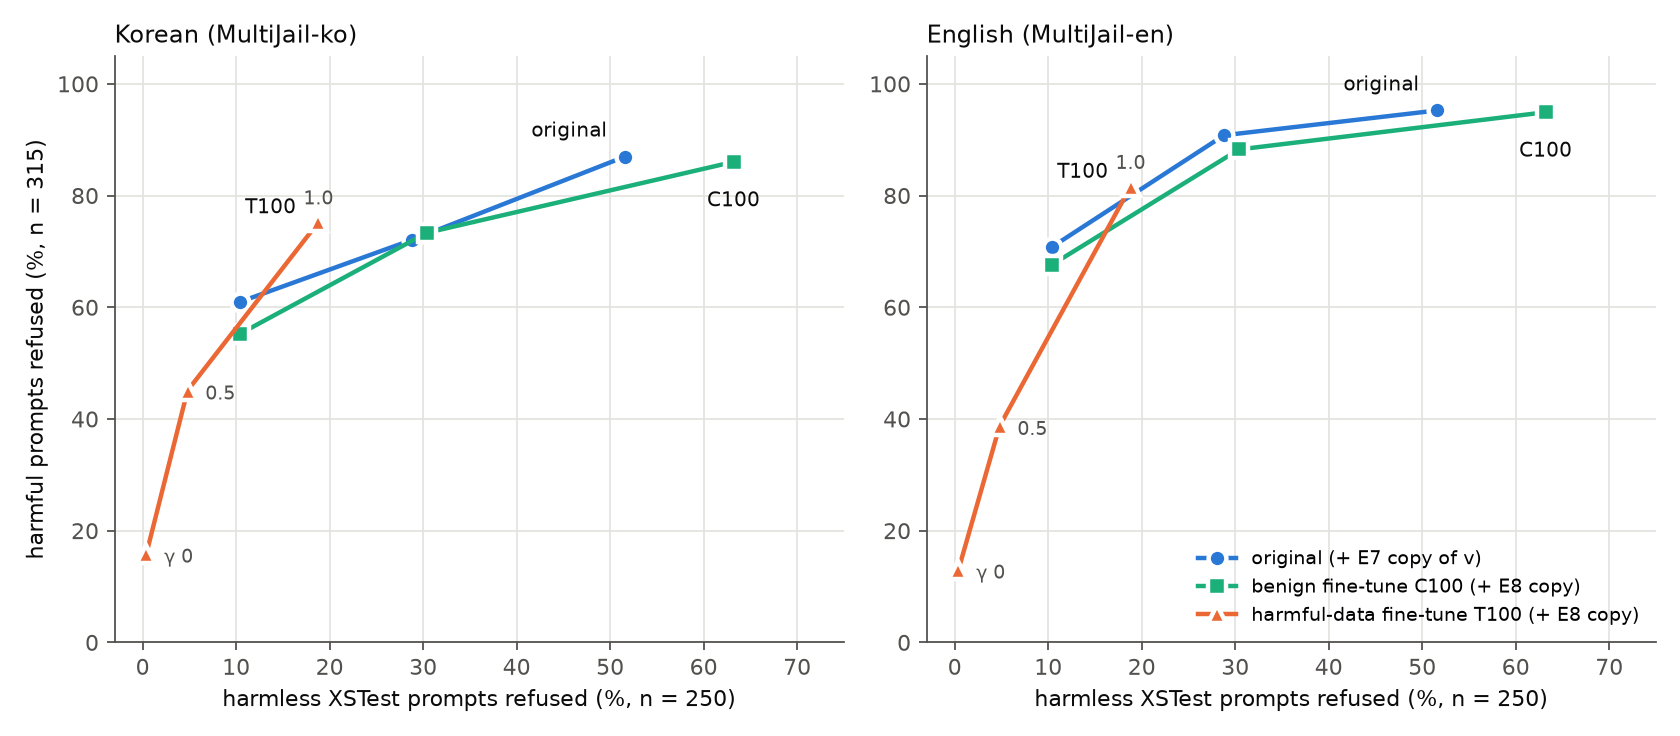 Korean (MultiJail-ko)
harmful prompts refused (%, n = 315)
100
80
60
40
20
0
original
T100
1.0
C100
0.5
γ 0
0 10 20 30 40 50 60 70
harmless XSTest prompts refused (%, n = 250)
English (MultiJail-en)
100
80
60
40
20
0
original
T100
1.0
C100
0.5
γ 0
original (+ E7 copy of v)
benign fine-tune C100 (+ E8 copy)
harmful-data fine-tune T100 (+ E8 copy)
0 10 20 30 40 50 60 70
harmless XSTest prompts refused (%, n = 250)